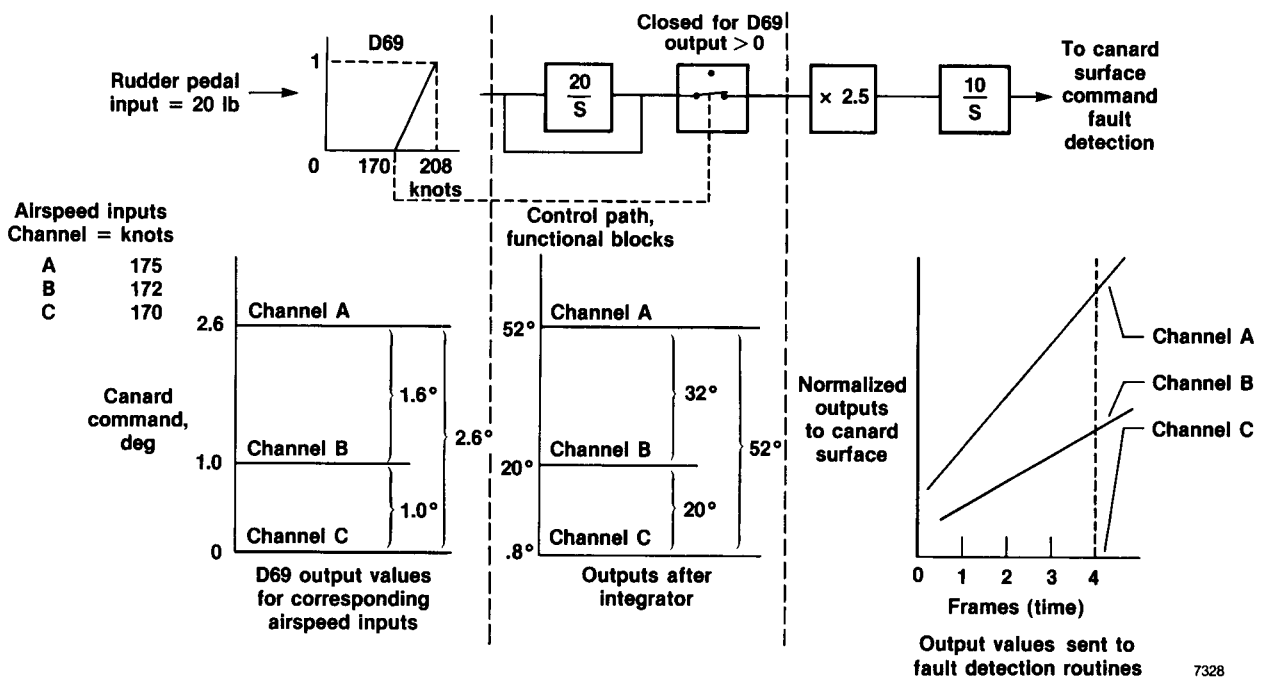 D69
1
0
170
208
knots
Rudder pedal
input = 20 lb
20
S
Closed for D69
output > 0
× 2.5
10
S
To canard
surface
command
fault
detection
Control path,
functional blocks
Airspeed inputs
Channel = knots
A 175
B 172
C 170
Canard
command,
deg
2.6
1.0
0
Channel A
Channel B
Channel C
1.6°
1.0°
2.6°
D69 output values
for corresponding
airspeed inputs
52°
20°
.8°
Channel A
Channel B
Channel C
32°
20°
52°
Outputs after
integrator
Normalized
outputs
to canard
surface
Channel A
Channel B
Channel C
0 1 2 3 4
Frames (time)
Output values sent to
fault detection routines
7328